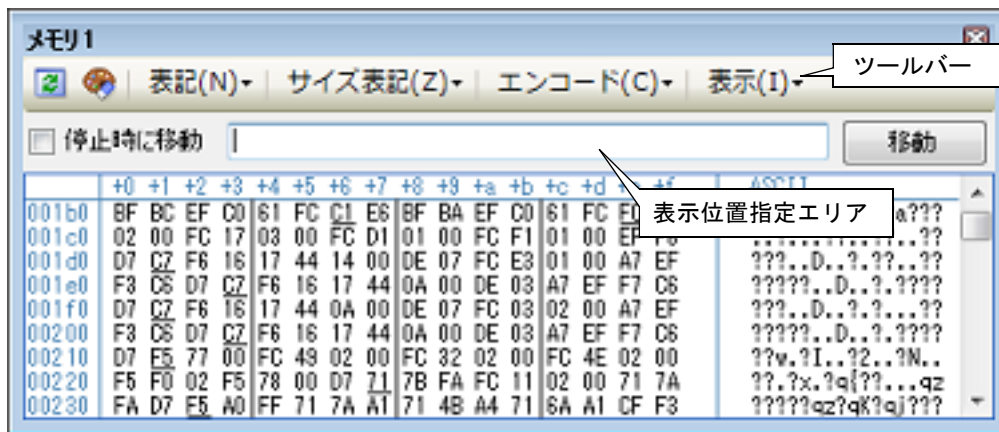 メモリ1
表記(N) サイズ表記(Z) エンコード(C) 表示(I)
ツールバー
停止時に移動 移動
表示位置指定エリア
+0 +1 +2 +3 +4 +5 +6 +7 +8 +9 +a +b +c +d +f ASCII
001b0 BF BC EF C0 61 FC C1 E6 BF BA EF C0 61 FC a???
001c0 02 00 FC 17 03 00 FC D1 01 00 FC F1 01 00
001d0 D7 C7 F6 16 17 44 14 00 DE 07 FC E3 01 00 A7 EF ???..D..?.??..??
001e0 F3 C6 D7 C7 F6 16 17 44 0A 00 DE 03 A7 EF F7 C6 ?????..D..?.????
001f0 D7 C7 F6 16 17 44 0A 00 DE 07 FC 03 02 00 A7 EF ???..D..?.?...??
00200 F3 C6 D7 C7 F6 16 17 44 0A 00 DE 03 A7 EF F7 C6 ?????..D..?.????
00210 D7 F5 77 00 FC 49 02 00 FC 32 02 00 FC 4E 02 00 ??w.?I..?2..?N..
00220 F5 F0 02 F5 78 00 D7 71 7B FA FC 11 02 00 71 7A ??.?x.?q{??...qz
00230 FA D7 E5 A0 FF 71 7A A1 71 4B A4 71 6A A1 CF F3 ?????qz?qK?qj???